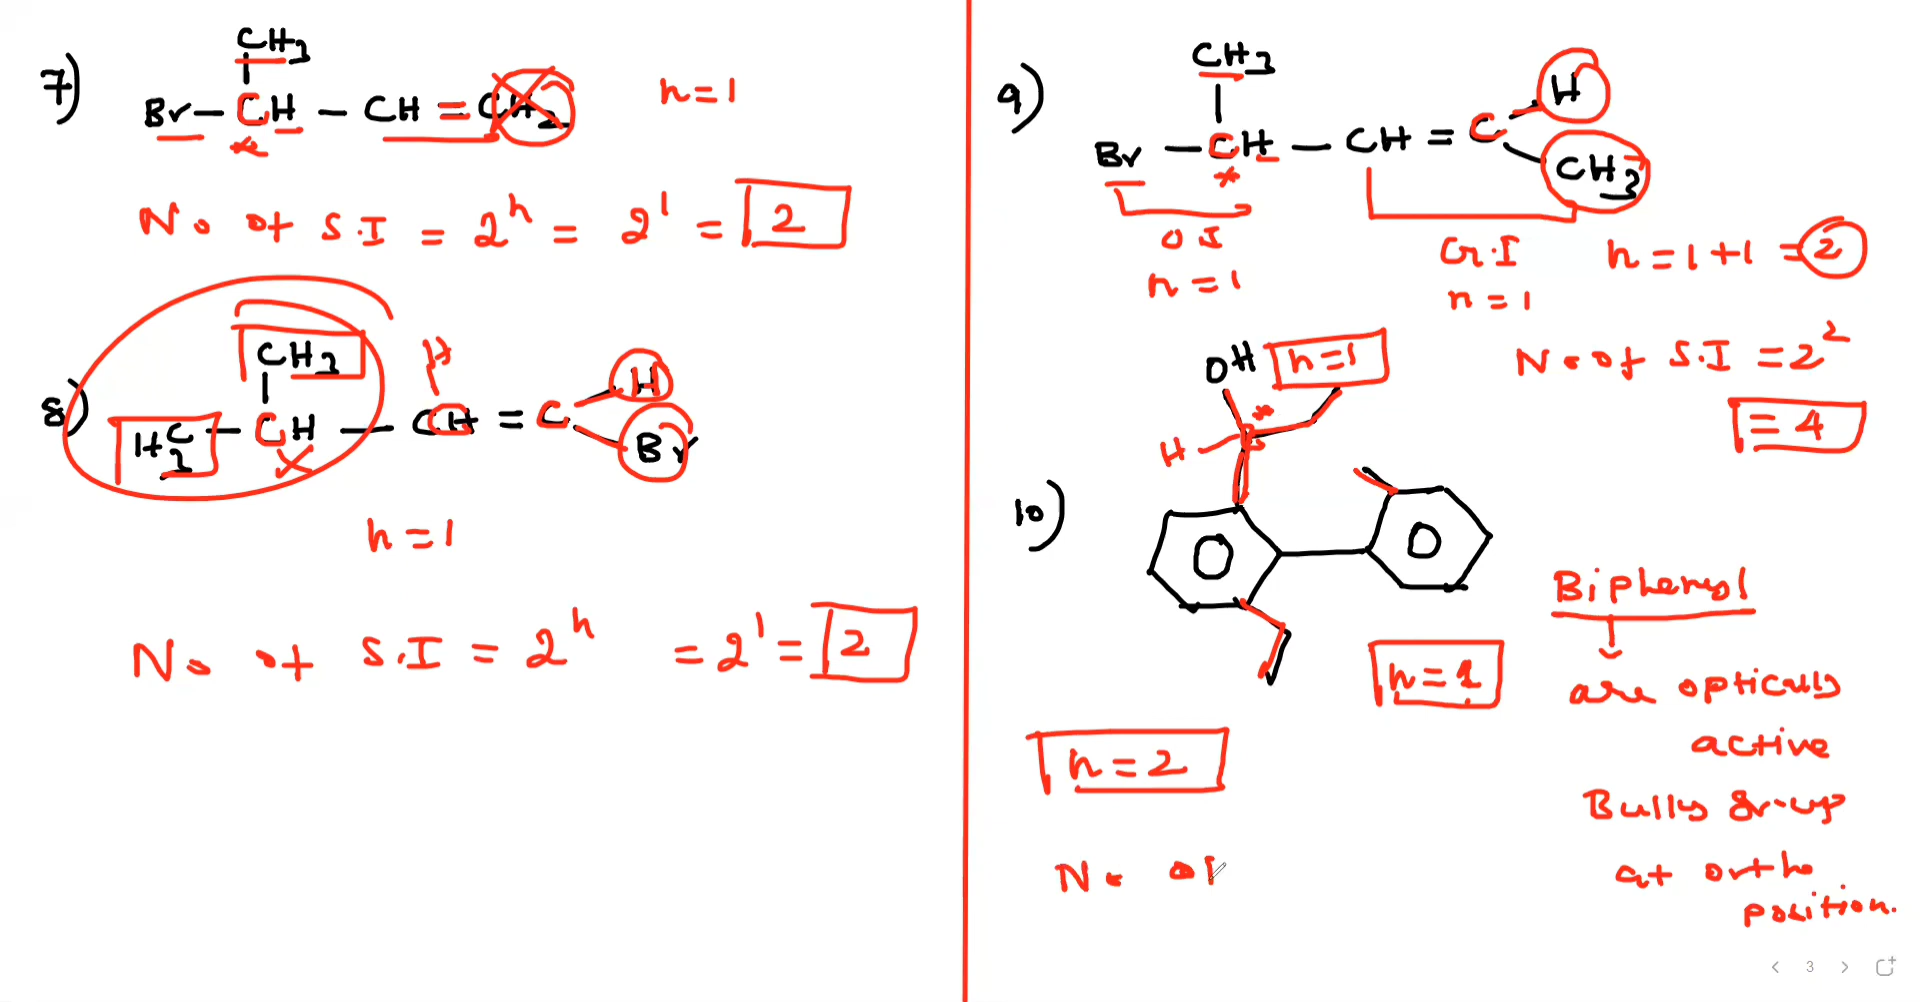 7)
CH3
Br – CH – CH = CH2
*
n = 1
No of S.I = 2^n = 2^1 = 2
8)
CH3
H
H3C – CH – CH = C
H
Br
n = 1
No of S.I = 2^n = 2^1 = 2
9)
CH3
H
Br – CH – CH = C
CH3
*
O I
G.I
n = 1 + 1 = 2
n = 1
n = 1
No of S.I = 2^2
= 4
10)
OH
n = 1
*
H
Biphenyl
n = 1
are optically
active
n = 2
Bulky group
No of
at ortho
position.
3